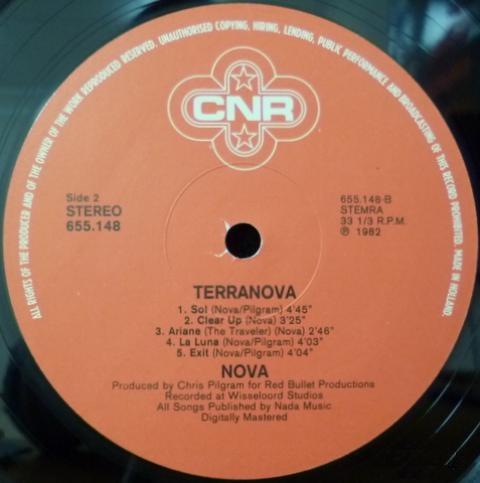 ALL RIGHTS OF THE PRODUCER AND OF THE OWNER OF THE WORK REPRODUCED RESERVED. UNAUTHORISED COPYING, HIRING, LENDING, PUBLIC PERFORMANCE AND BROADCASTING OF THIS RECORD PROHIBITED. MADE IN HOLLAND.
CNR
Side 2
STEREO
655.148
655.148-B
STEMRA
33 1/3 R.P.M.
℗ 1982
TERRANOVA
1. Sol (Nova/Pilgram) 4'45"
2. Clear Up (Nova) 3'25"
3. Ariane (The Traveler) (Nova) 2'46"
4. La Luna (Nova/Pilgram) 4'03"
5. Exit (Nova/Pilgram) 4'04"
NOVA
Produced by Chris Pilgram for Red Bullet Productions
Recorded at Wisseloord Studios
All Songs Published by Nada Music
Digitally Mastered